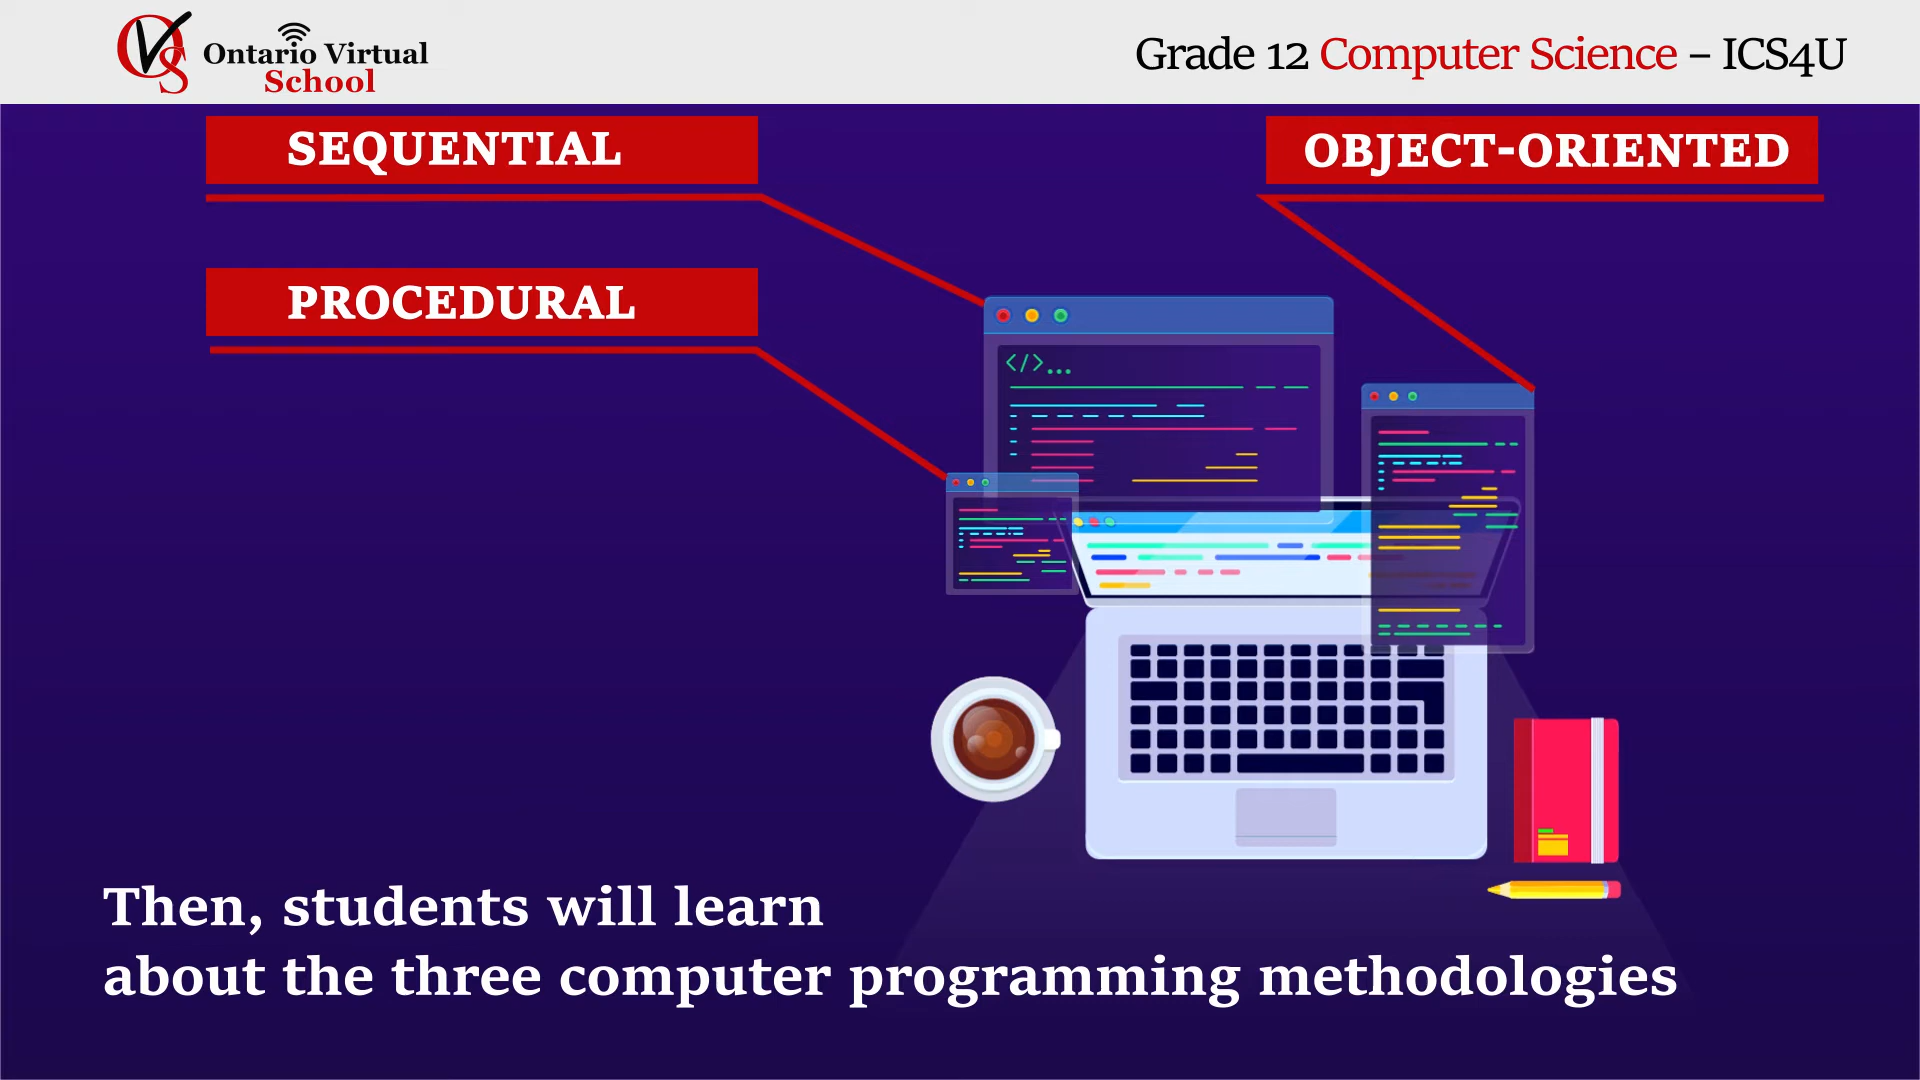 Ontario Virtual
School
Grade 12 Computer Science – ICS4U
SEQUENTIAL
OBJECT-ORIENTED
PROCEDURAL
</>...
Then, students will learn
about the three computer programming methodologies